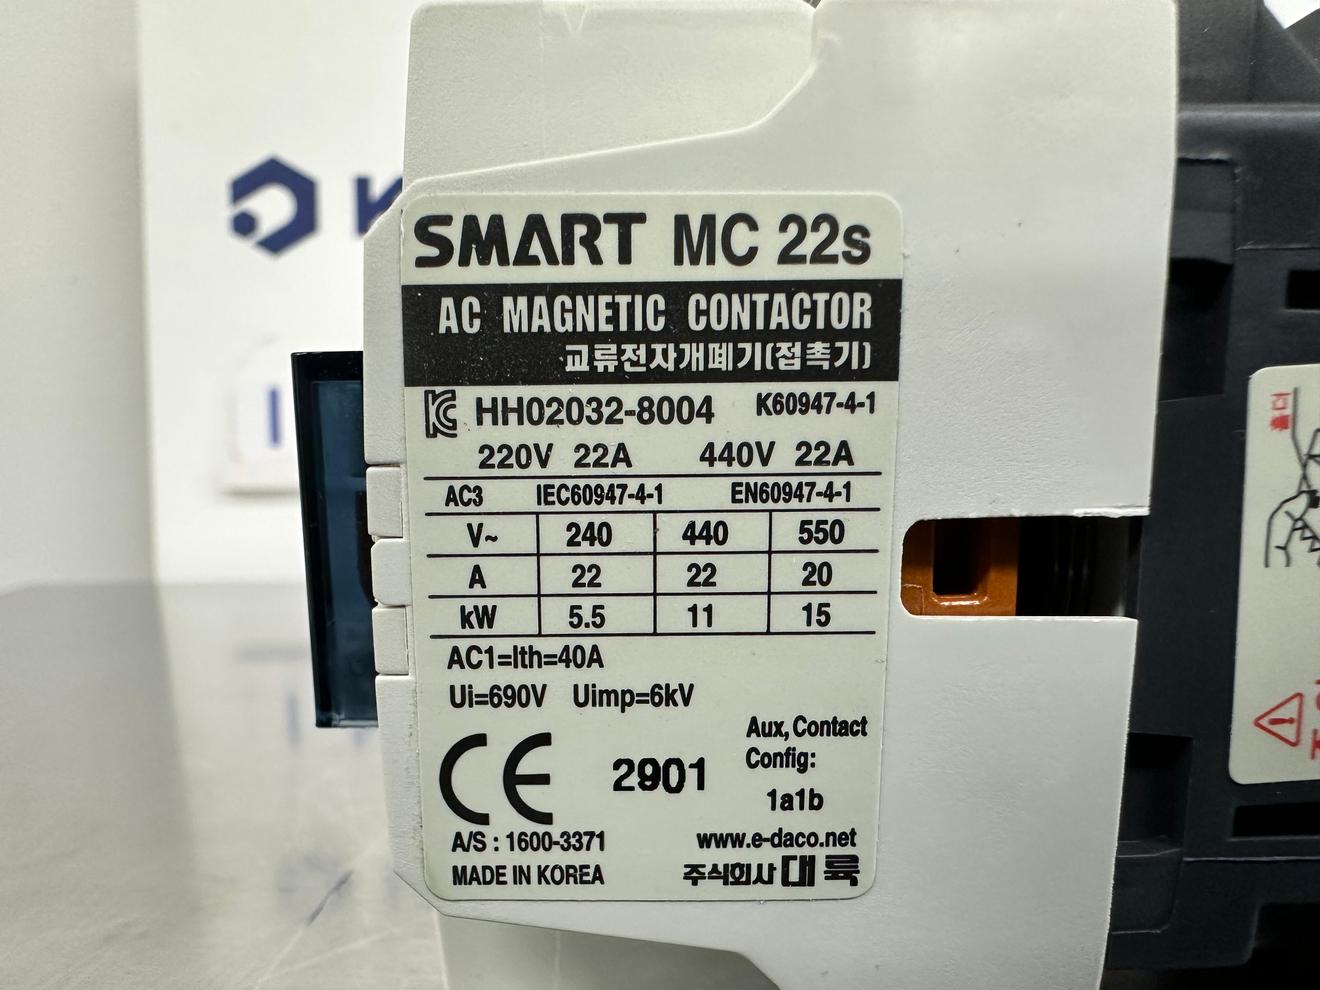 SMART MC 22s
AC MAGNETIC CONTACTOR
교류전자개폐기(접촉기)
HH02032-8004 K60947-4-1
220V 22A 440V 22A
AC3 IEC60947-4-1 EN60947-4-1
V~ 240 440 550
A 22 22 20
kW 5.5 11 15
AC1=Ith=40A
Ui=690V Uimp=6kV
CE 2901 Aux, Contact
Config:
1a1b
A/S : 1600-3371 www.e-daco.net
MADE IN KOREA 주식회사 대륙